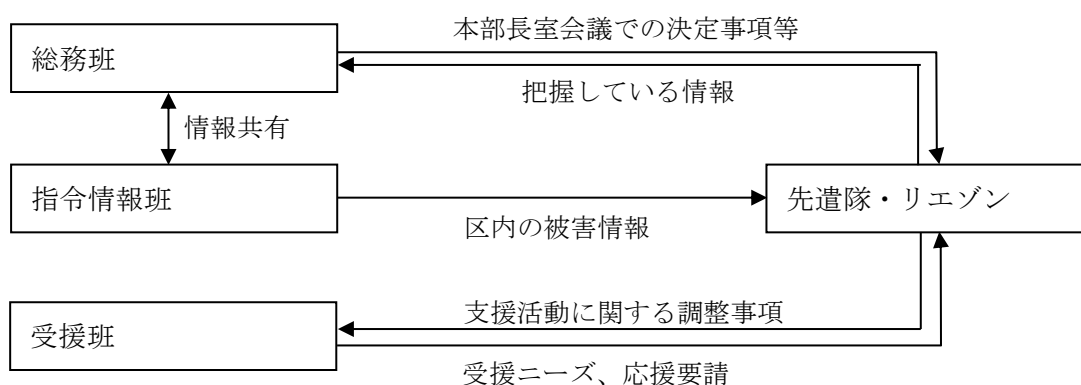 本部長室会議での決定事項等
総務班
把握している情報
情報共有
指令情報班
先遣隊・リエゾン
区内の被害情報
支援活動に関する調整事項
受援班
受援ニーズ、応援要請